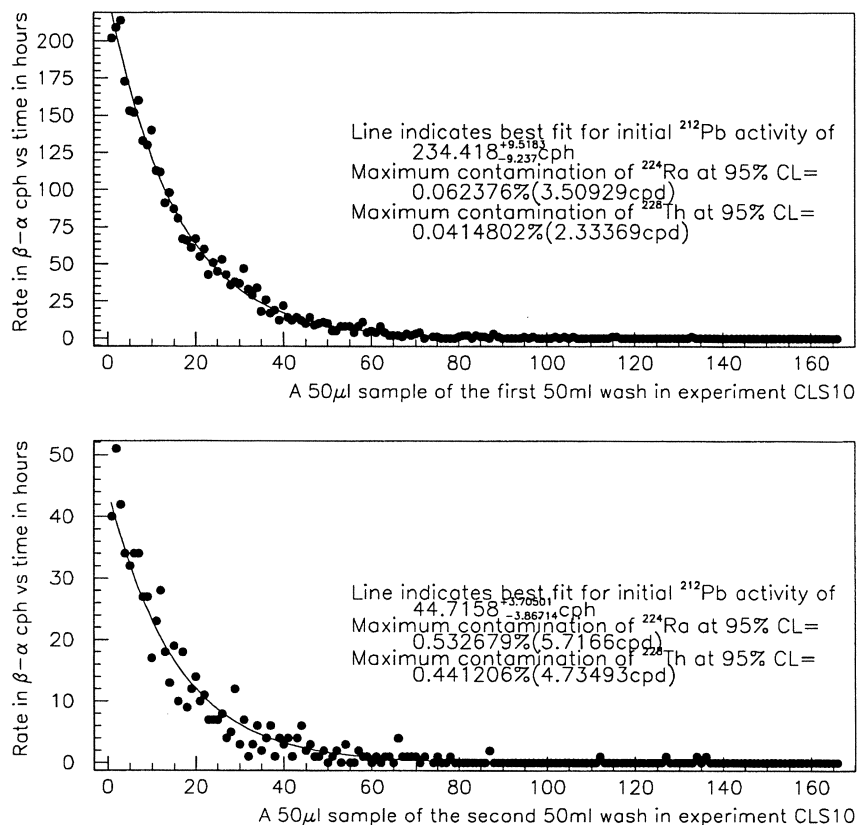 Rate in β−α cph vs time in hours
200
175
150
125
100
75
50
25
0
Line indicates best fit for initial ²¹²Pb activity of
234.418 +9.5183 −9.237 cph
Maximum contamination of ²²⁴Ra at 95% CL=
0.062376%(3.50929cpd)
Maximum contamination of ²²⁸Th at 95% CL=
0.0414802%(2.33369cpd)
0 20 40 60 80 100 120 140 160
A 50μl sample of the first 50ml wash in experiment CLS10
Rate in β−α cph vs time in hours
50
40
30
20
10
0
Line indicates best fit for initial ²¹²Pb activity of
44.7158 +3.70501 −3.86714 cph
Maximum contamination of ²²⁴Ra at 95% CL=
0.532679%(5.7166cpd)
Maximum contamination of ²²⁸Th at 95% CL=
0.441206%(4.73493cpd)
0 20 40 60 80 100 120 140 160
A 50μl sample of the second 50ml wash in experiment CLS10